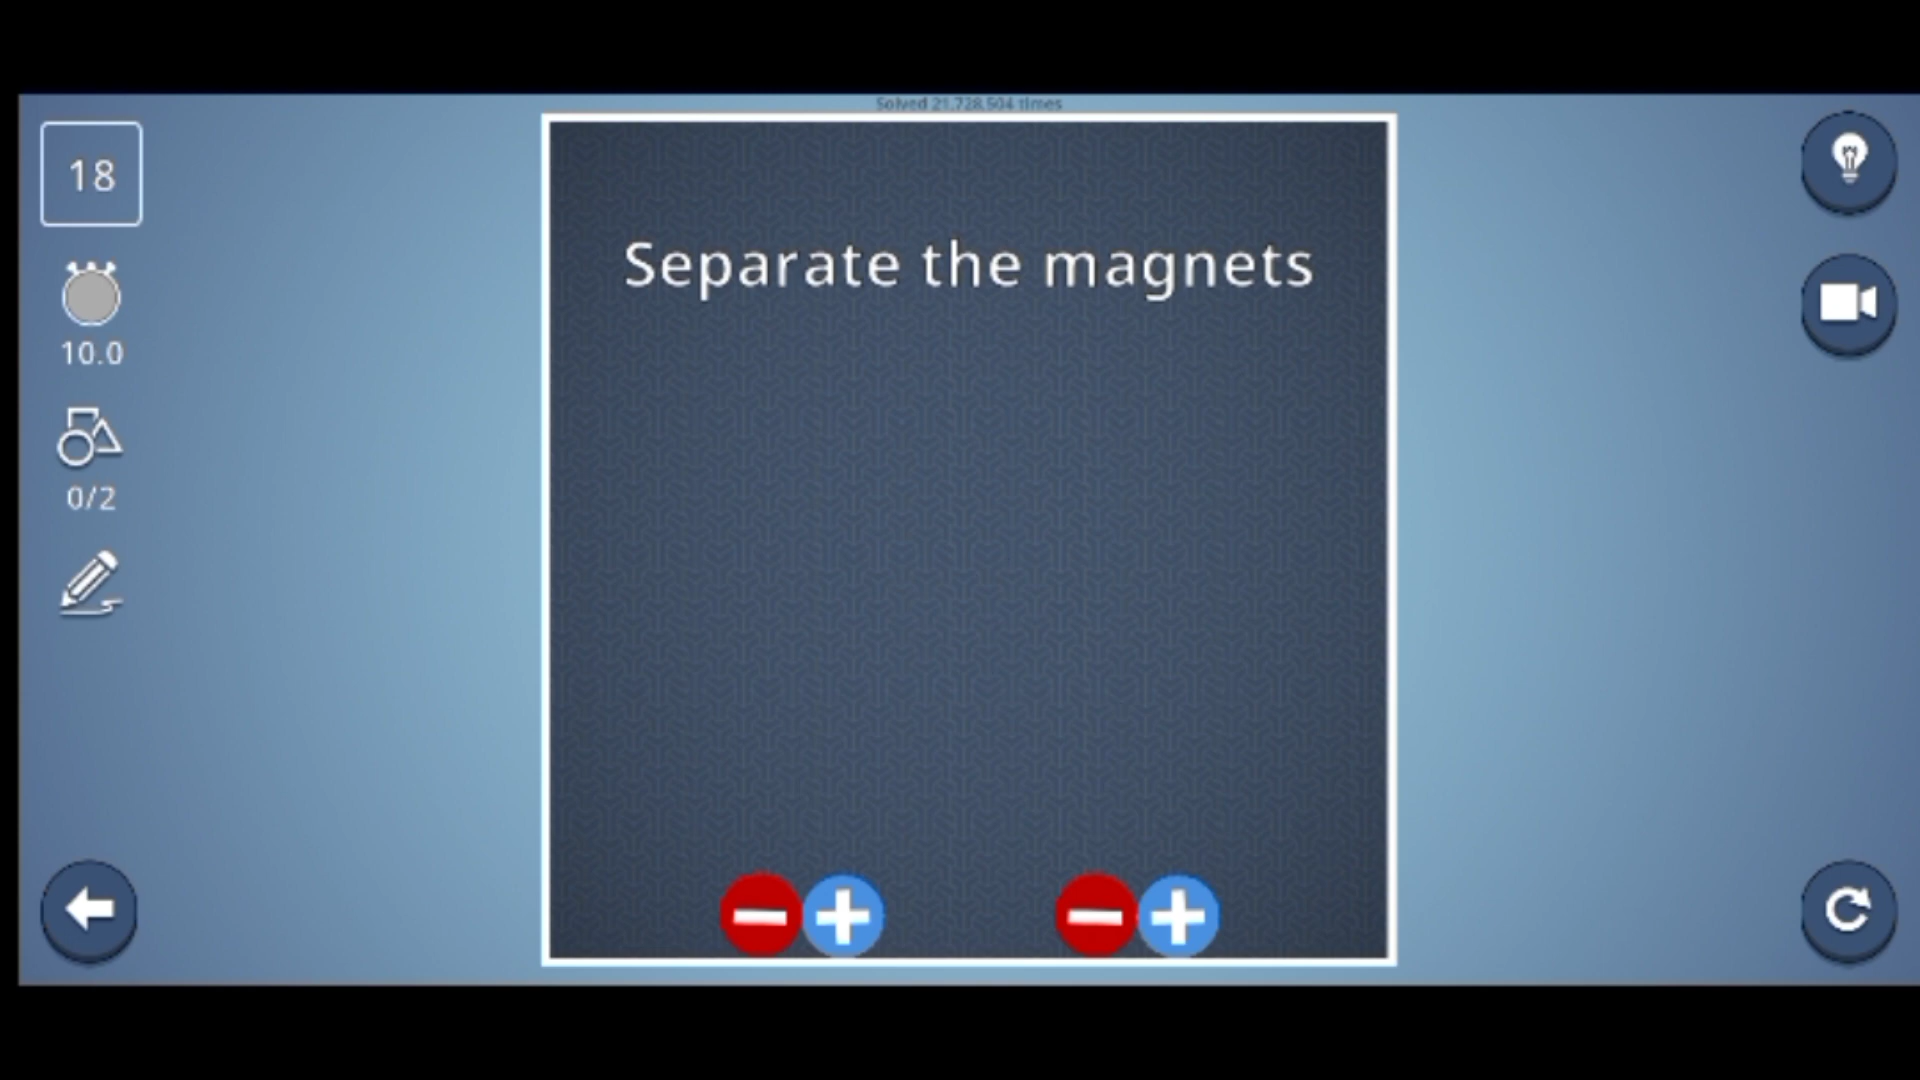 Solved 21,728,504 times
18
Separate the magnets
10.0
0/2